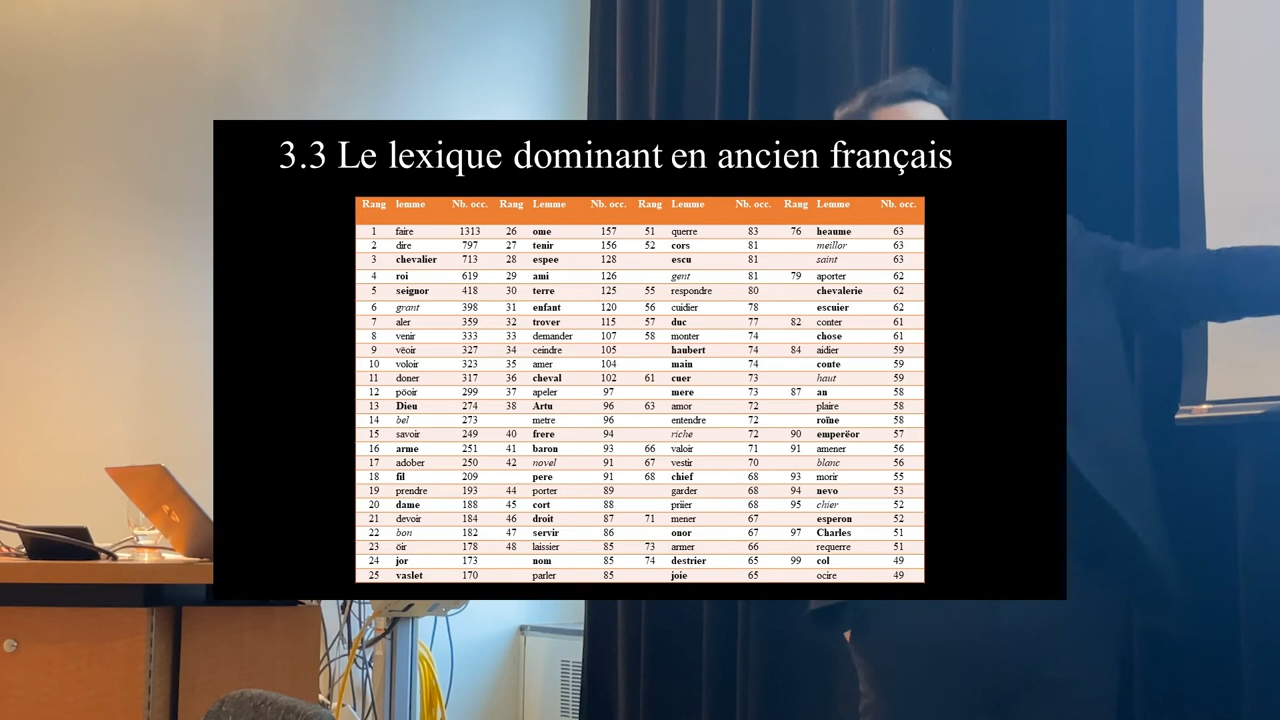 3.3 Le lexique dominant en ancien français
Rang lemme Nb. occ. Rang Lemme Nb. occ. Rang Lemme Nb. occ. Rang Lemme Nb. occ.
1 faire 1313 26 ome 157 51 querre 83 76 heaume 63
2 dire 797 27 tenir 156 52 cors 81 meillor 63
3 chevalier 713 28 espee 128 escu 81 saint 63
4 roi 619 29 ami 126 gent 81 79 aporter 62
5 seignor 418 30 terre 125 55 respondre 80 chevalerie 62
6 grant 398 31 enfant 120 56 cuidier 78 escuier 62
7 aler 359 32 trover 115 57 duc 77 82 conter 61
8 venir 333 33 demander 107 58 monter 74 chose 61
9 vëoir 327 34 ceindre 105 haubert 74 84 aidier 59
10 voloir 323 35 amer 104 main 74 conte 59
11 doner 317 36 cheval 102 61 cuer 73 haut 59
12 pöoir 299 37 apeler 97 mere 73 87 an 58
13 Dieu 274 38 Artu 96 63 amor 72 plaire 58
14 bel 273 metre 96 entendre 72 roïne 58
15 savoir 249 40 frere 94 riche 72 90 emperëor 57
16 arme 251 41 baron 93 66 valoir 71 91 amener 56
17 adober 250 42 novel 91 67 vestir 70 blanc 56
18 fil 209 pere 91 68 chief 68 93 morir 55
19 prendre 193 44 porter 89 garder 68 94 nevo 53
20 dame 188 45 cort 88 priier 68 95 chier 52
21 devoir 184 46 droit 87 71 mener 67 esperon 52
22 bon 182 47 servir 86 onor 67 97 Charles 51
23 öir 178 48 laissier 85 73 armer 66 requerre 51
24 jor 173 nom 85 74 destrier 65 99 col 49
25 vaslet 170 parler 85 joie 65 ocire 49